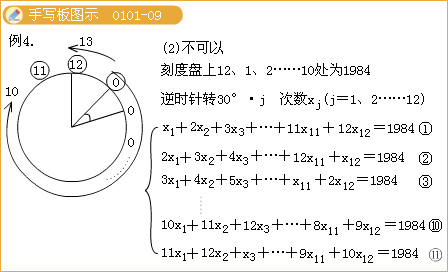 手写板图示 0101-09
例4.
13
12
11
10
0
0
0
(2)不可以
刻度盘上12、1、2……10处为1984
逆时针转30°·j 次数xj(j=1、2……12)
x1+2x2+3x3+…+11x11+12x12=1984 ①
2x1+3x2+4x3+…+12x11+x12=1984 ②
3x1+4x2+5x3+…+x11+2x12=1984 ③
⋮
10x1+11x2+12x3+…+8x11+9x12=1984 ⑩
11x1+12x2+x3+…+9x11+10x12=1984 ⑪